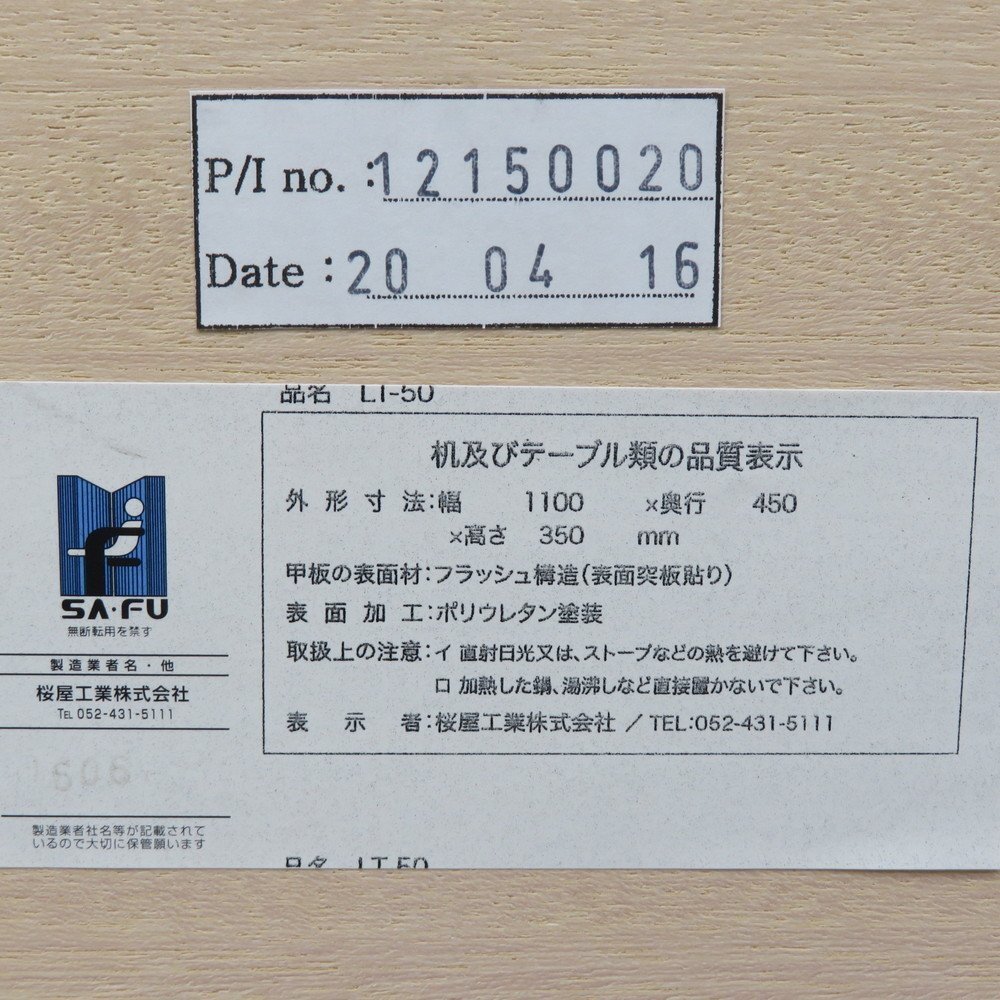 P/I no. :12150020
Date : 20 04 16
品名 LT-50
机及びテーブル類の品質表示
外形寸法:幅 1100 ×奥行 450
×高さ 350 mm
甲板の表面材:フラッシュ構造(表面突板貼り)
表面加工:ポリウレタン塗装
取扱上の注意:イ 直射日光又は、ストーブなどの熱を避けて下さい。
ロ 加熱した鍋、湯沸しなど直接置かないで下さい。
表示者:桜屋工業株式会社 / TEL:052-431-5111
SA・FU
無断転用を禁ず
製造業者名・他
桜屋工業株式会社
TEL 052-431-5111
1606
製造業者社名等が記載されて
いるので大切に保管願います
品名 LT-50